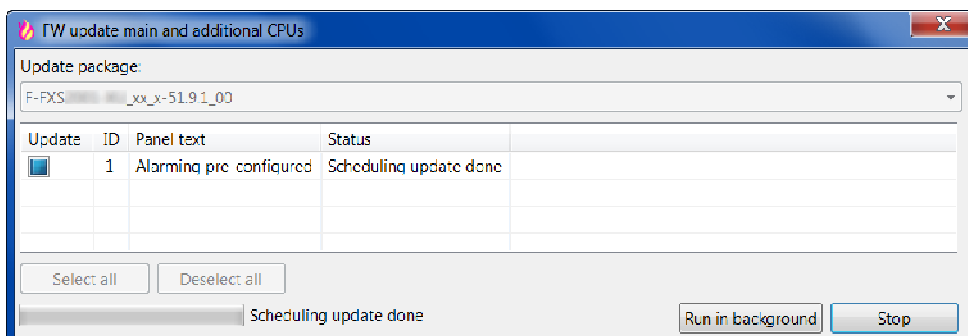 FW update main and additional CPUs
Update package:
F-FXS _xx_x-51.9.1_00
Update ID Panel text Status
1 Alarming pre-configured Scheduling update done
Select all Deselect all
Scheduling update done Run in background Stop